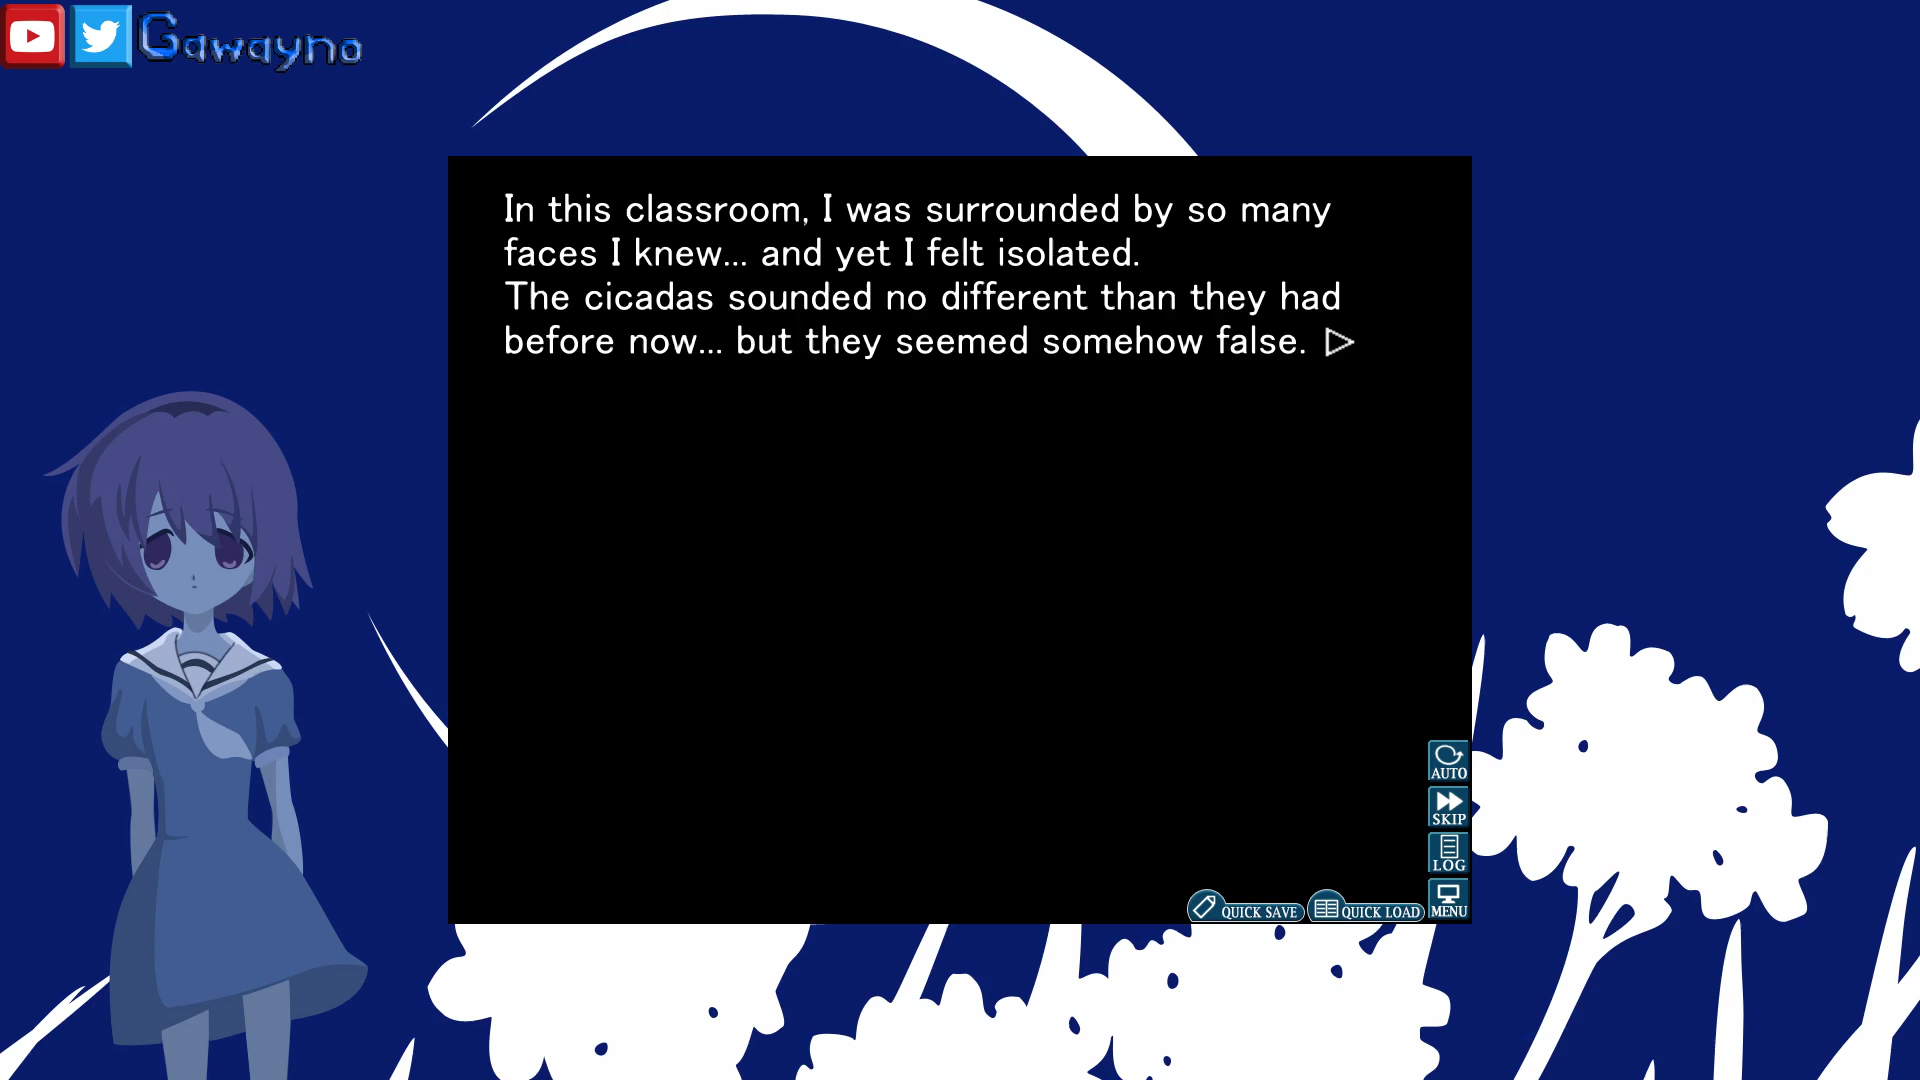 Gawayno
In this classroom, I was surrounded by so many
faces I knew... and yet I felt isolated.
The cicadas sounded no different than they had
before now... but they seemed somehow false.
AUTO
SKIP
LOG
MENU
QUICK SAVE
QUICK LOAD